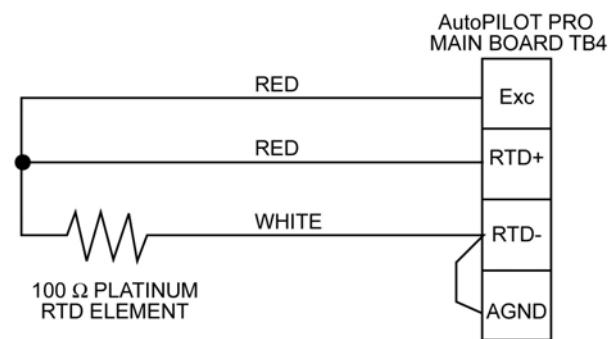 AutoPILOT PRO
MAIN BOARD TB4
RED
Exc
RED
RTD+
WHITE
RTD-
AGND
100 Ω PLATINUM
RTD ELEMENT